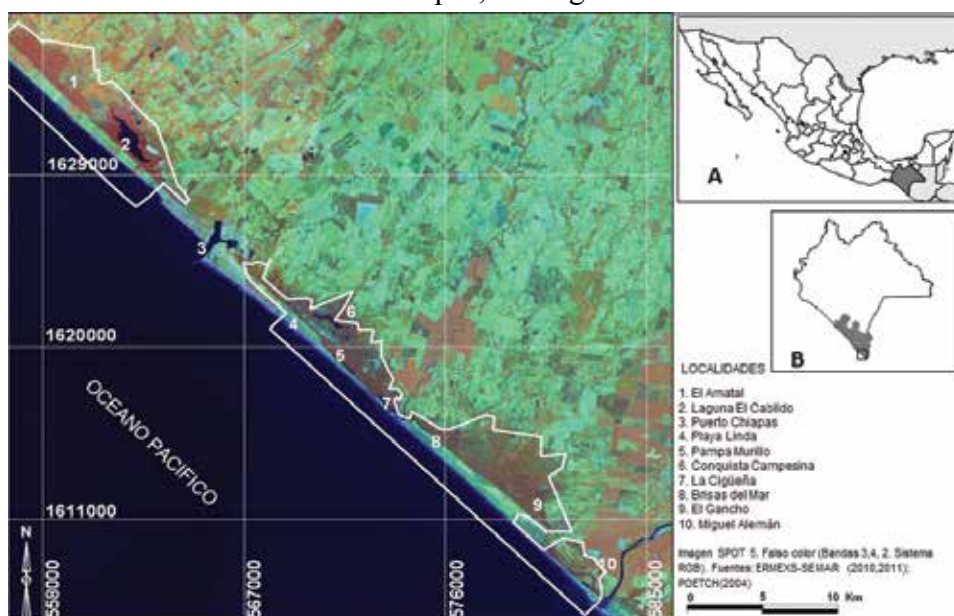 1
2
1629000
3
4
6
1620000
5
7
8
OCEANO PACIFICO
9
1611000
10
N
558000
567000
576000
585000
A
B
LOCALIDADES
1. El Amatal
2. Laguna El Cabildo
3. Puerto Chiapas
4. Playa Linda
5. Pampa Murillo
6. Conquista Campesina
7. La Cigüeña
8. Brisas del Mar
9. El Gancho
10. Miguel Alemán
Imagen SPOT 5. Falso color (Bandas 3,4, 2. Sistema
RGB). Fuentes: ERMEXS-SEMAR (2010,2011);
POETCH(2004)
0 5 10 Km